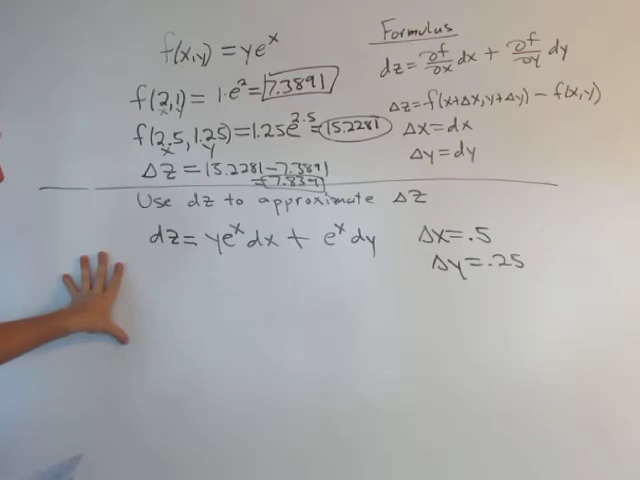 f(x,y) = ye^x
f(2,1) = 1·e^2 = 7.3891
x y
f(2.5, 1.25) = 1.25e^2.5 = 15.2281
x y
Δz = 15.2281 - 7.3891
= 7.839
Formulus
dz = ∂f/∂x dx + ∂f/∂y dy
Δz = f(x+Δx, y+Δy) - f(x,y)
Δx = dx
Δy = dy
Use dz to approximate Δz
dz = ye^x dx + e^x dy
Δx = .5
Δy = .25